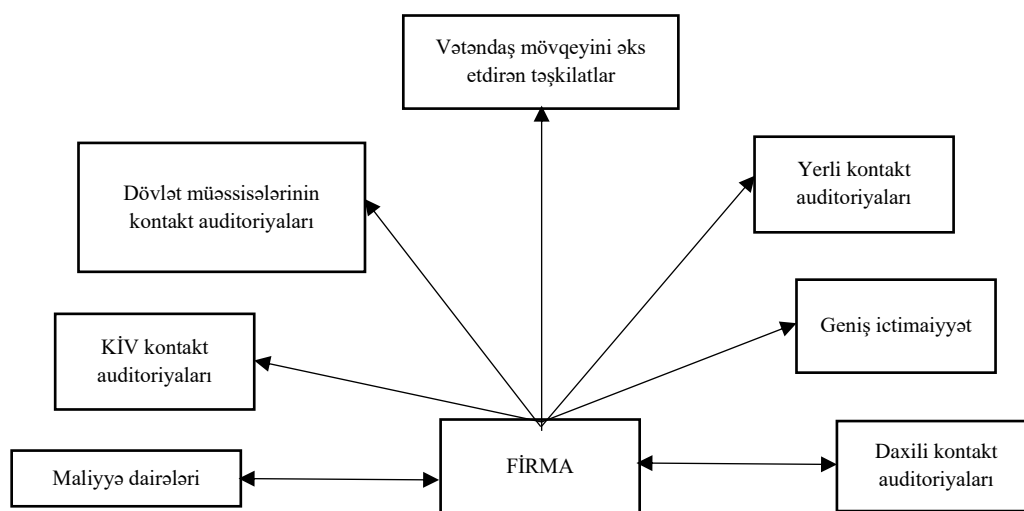 Vətəndaş mövqeyini əks
etdirən təşkilatlar
Dövlət müəssisələrinin
kontakt auditoriyaları
Yerli kontakt
auditoriyaları
Geniş ictimaiyyət
KİV kontakt
auditoriyaları
Maliyyə dairələri
FİRMA
Daxili kontakt
auditoriyaları